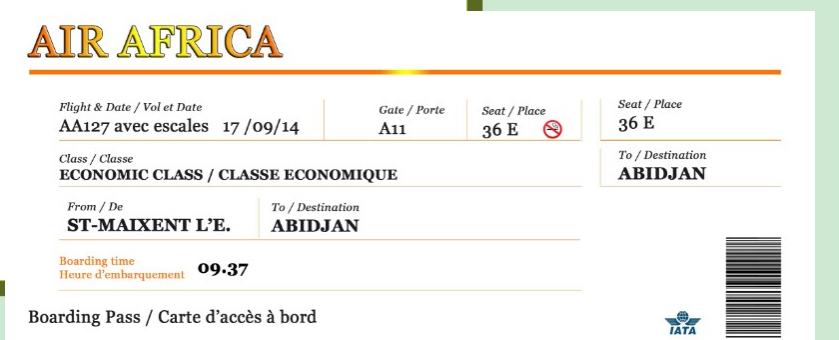 AIR AFRICA
Flight & Date / Vol et Date
AA127 avec escales 17 /09/14
Gate / Porte
A11
Seat / Place
36 E
Seat / Place
36 E
Class / Classe
ECONOMIC CLASS / CLASSE ECONOMIQUE
To / Destination
ABIDJAN
From / De
ST-MAIXENT L'E.
To / Destination
ABIDJAN
Boarding time
Heure d'embarquement
09.37
Boarding Pass / Carte d'accès à bord
IATA